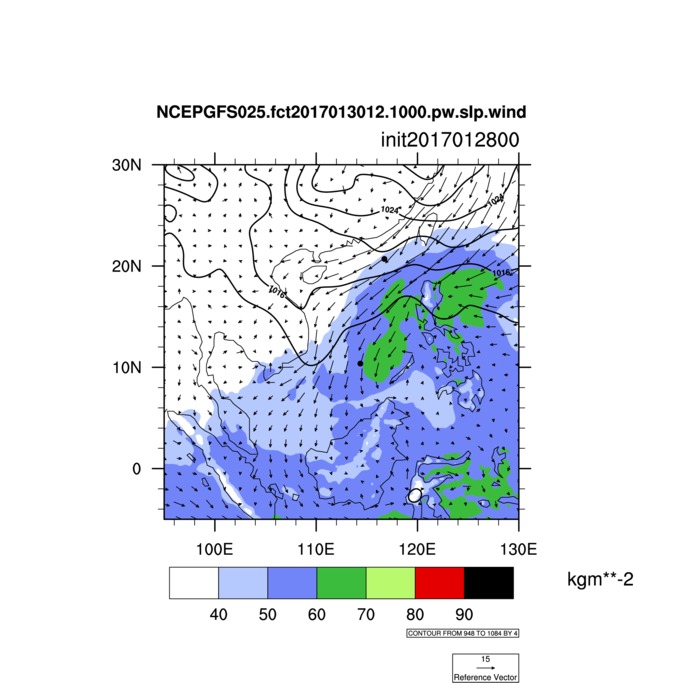 NCEPGFS025.fct2017013012.1000.pw.slp.wind
init2017012800
30N
1024
1024
20N
1016
1016
10N
0
100E 110E 120E 130E
kgm**-2
40 50 60 70 80 90
CONTOUR FROM 948 TO 1084 BY 4
15
Reference Vector